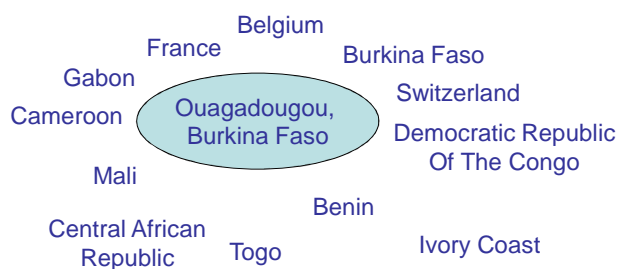 Belgium
France
Burkina Faso
Gabon
Switzerland
Cameroon
Ouagadougou,
Burkina Faso
Democratic Republic
Of The Congo
Mali
Benin
Central African
Republic
Togo
Ivory Coast